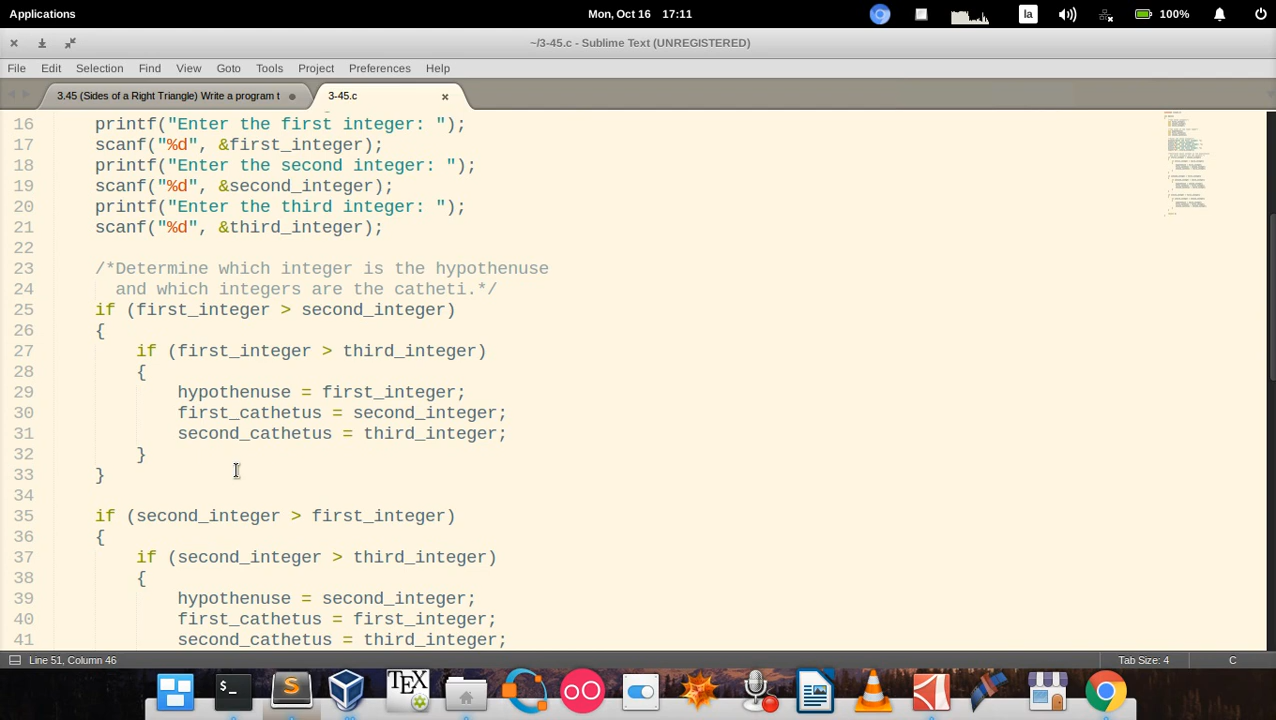 Applications
Mon, Oct 16 17:11
la
100%
~/3-45.c - Sublime Text (UNREGISTERED)
File Edit Selection Find View Goto Tools Project Preferences Help
3.45 (Sides of a Right Triangle) Write a program t
3-45.c
16 printf("Enter the first integer: ");
17 scanf("%d", &first_integer);
18 printf("Enter the second integer: ");
19 scanf("%d", &second_integer);
20 printf("Enter the third integer: ");
21 scanf("%d", &third_integer);
22
23 /*Determine which integer is the hypothenuse
24 and which integers are the catheti.*/
25 if (first_integer > second_integer)
26 {
27 if (first_integer > third_integer)
28 {
29 hypothenuse = first_integer;
30 first_cathetus = second_integer;
31 second_cathetus = third_integer;
32 }
33 }
34
35 if (second_integer > first_integer)
36 {
37 if (second_integer > third_integer)
38 {
39 hypothenuse = second_integer;
40 first_cathetus = first_integer;
41 second_cathetus = third_integer;
Line 51, Column 46
Tab Size: 4
C
>_
S
TEX